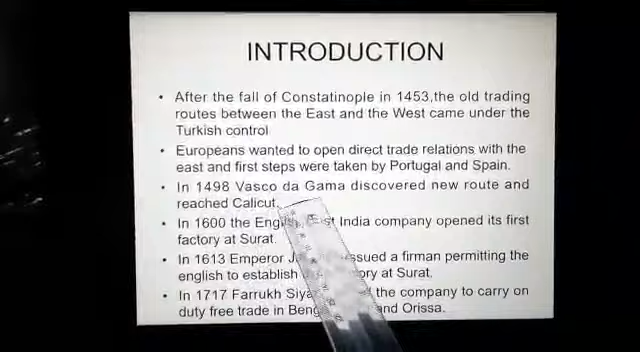 INTRODUCTION
• After the fall of Constatinople in 1453,the old trading
routes between the East and the West came under the
Turkish control
• Europeans wanted to open direct trade relations with the
east and first steps were taken by Portugal and Spain.
• In 1498 Vasco da Gama discovered new route and
reached Calicut.
• In 1600 the English East India company opened its first
factory at Surat.
• In 1613 Emperor issued a firman permitting the
english to establish at Surat.
• In 1717 Farrukh the company to carry on
duty free trade in and Orissa.